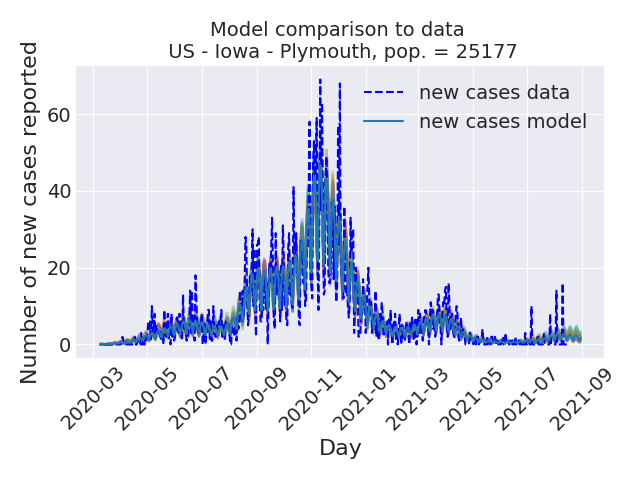 Model comparison to data
US - Iowa - Plymouth, pop. = 25177
Number of new cases reported
60
40
20
0
new cases data
new cases model
2020-03
2020-05
2020-07
2020-09
2020-11
2021-01
2021-03
2021-05
2021-07
2021-09
Day